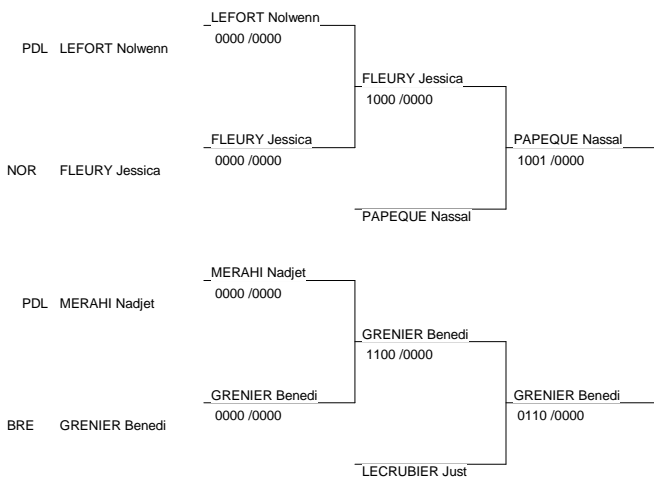 LEFORT Nolwenn
0000 /0000
PDL LEFORT Nolwenn
FLEURY Jessica
1000 /0000
FLEURY Jessica
0000 /0000
PAPEQUE Nassal
1001 /0000
NOR FLEURY Jessica
PAPEQUE Nassal
MERAHI Nadjet
0000 /0000
PDL MERAHI Nadjet
GRENIER Benedi
1100 /0000
GRENIER Benedi
0000 /0000
GRENIER Benedi
0110 /0000
BRE GRENIER Benedi
LECRUBIER Just